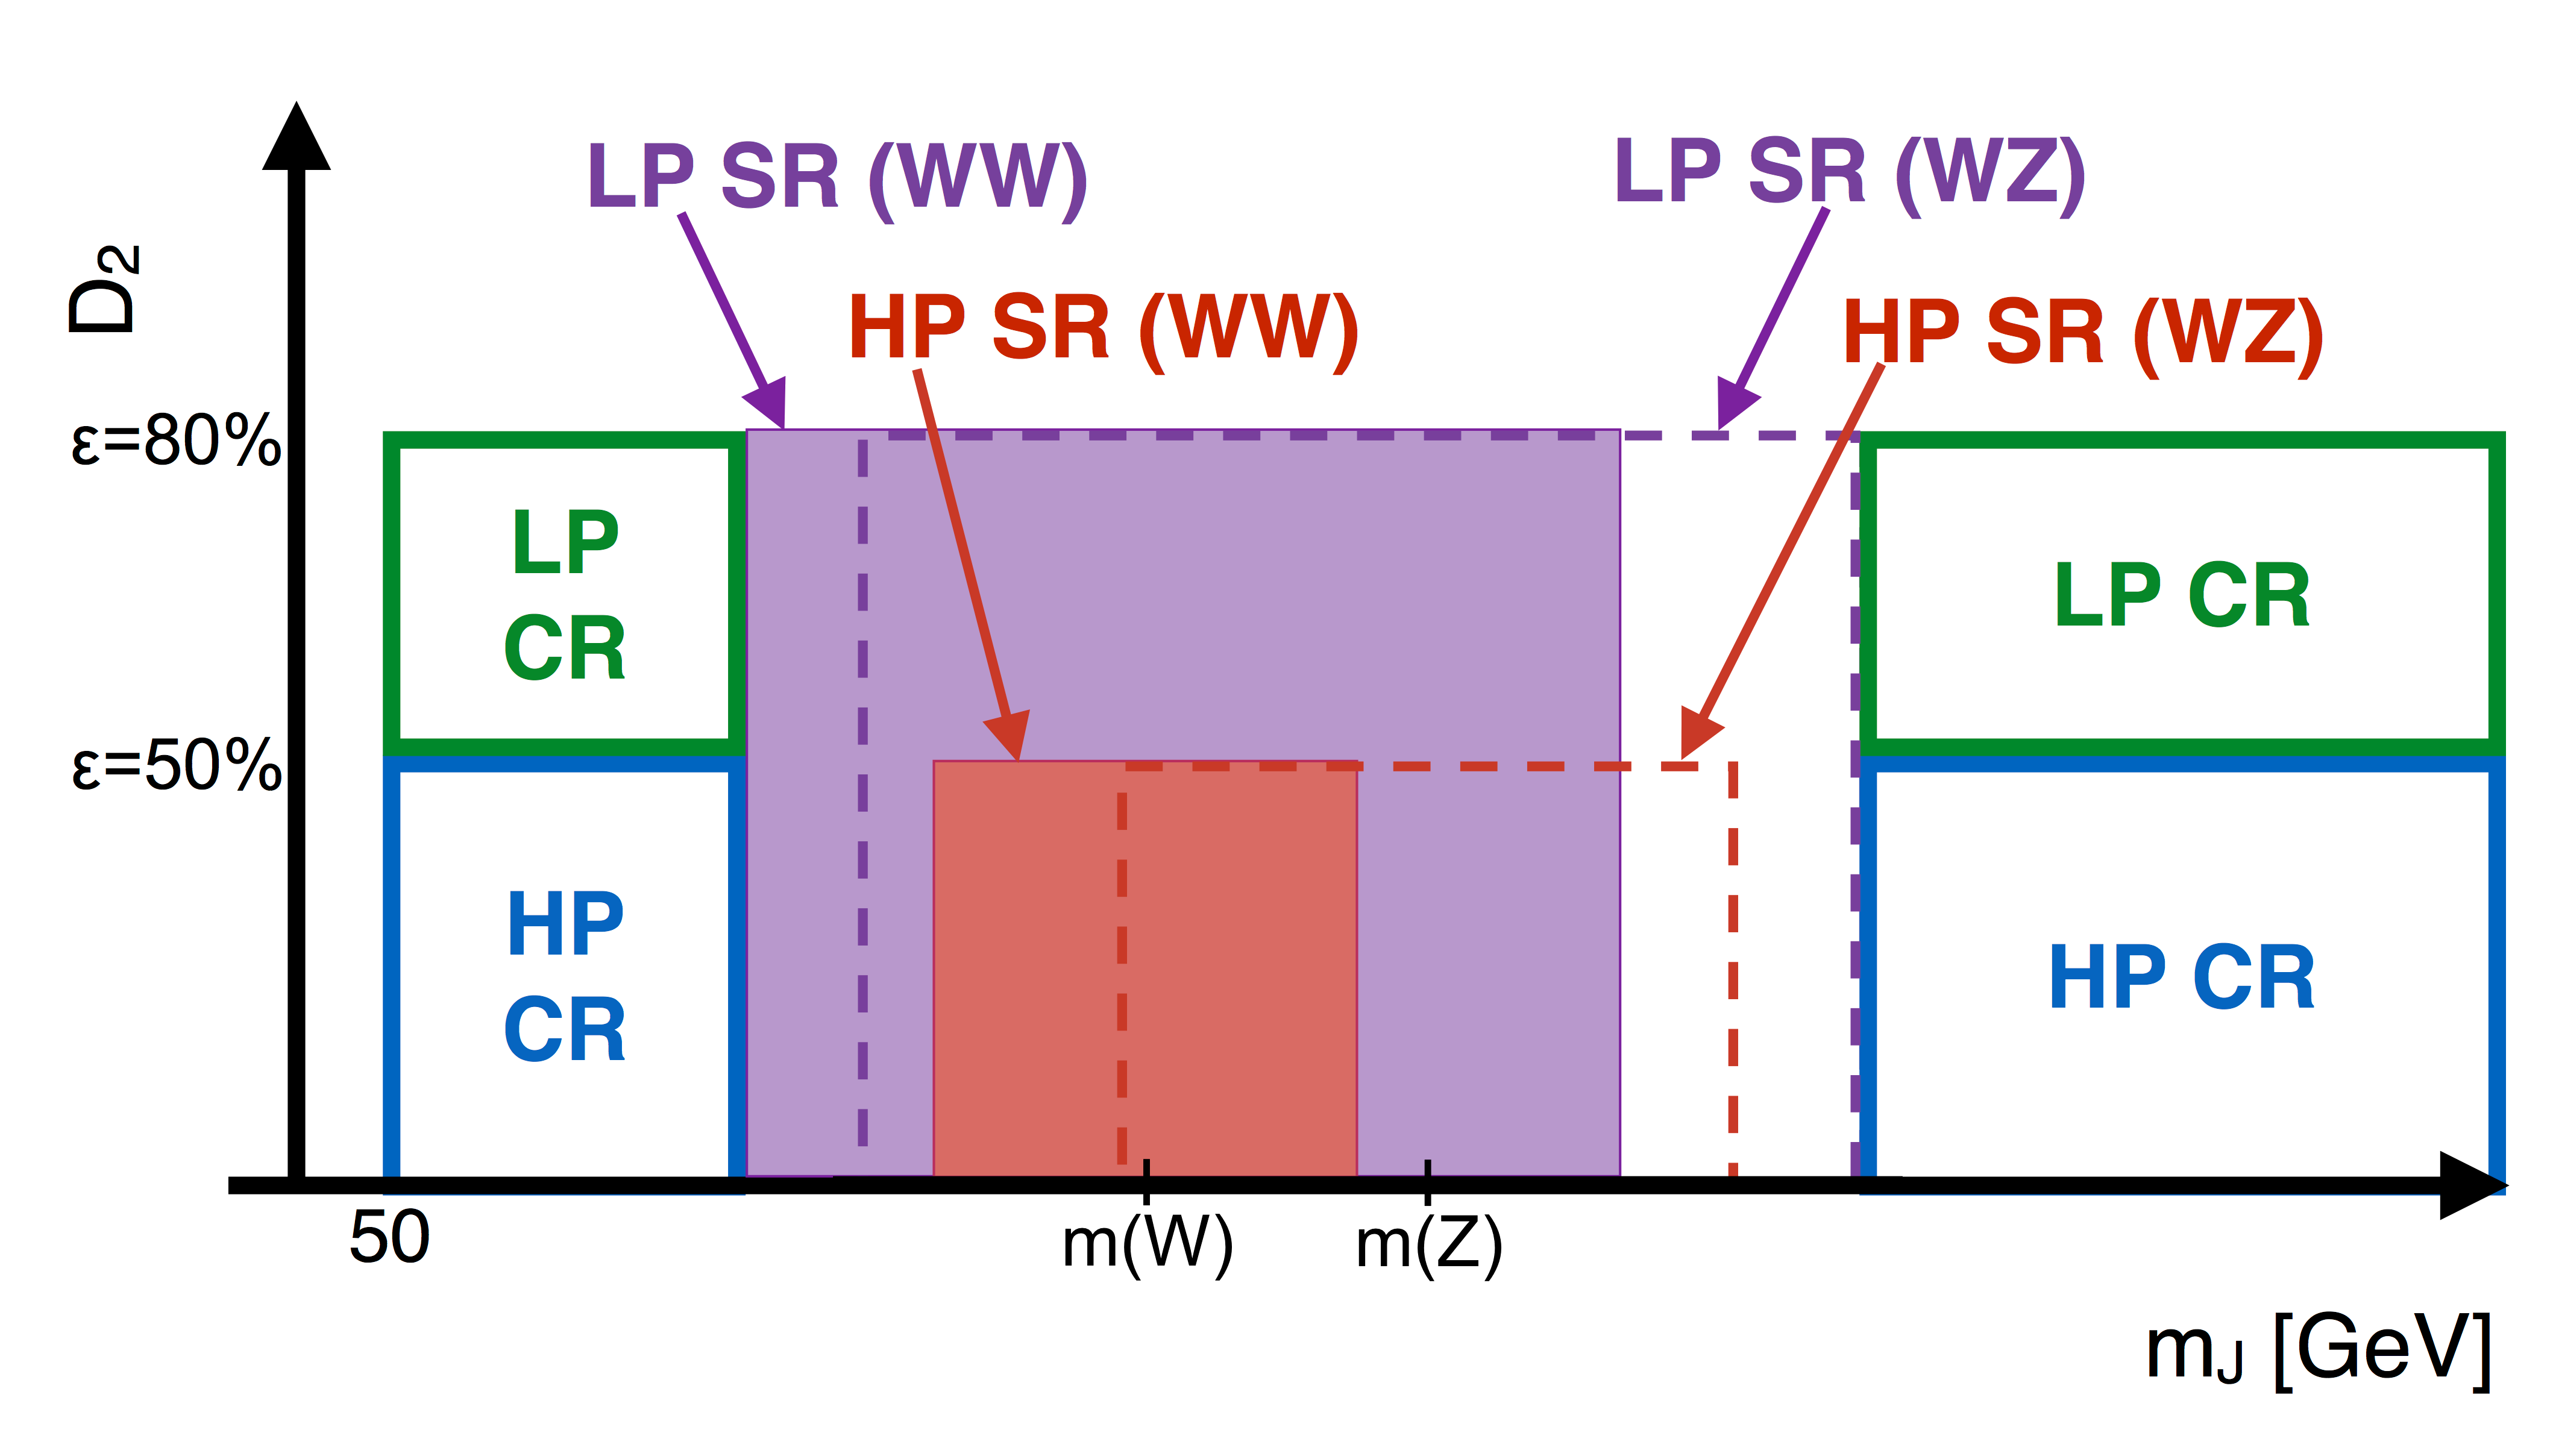 LP SR (WW)
LP SR (WZ)
HP SR (WW)
HP SR (WZ)
D₂
ε=80%
ε=50%
LP
CR
HP
CR
LP CR
HP CR
50
m(W)
m(Z)
mJ [GeV]